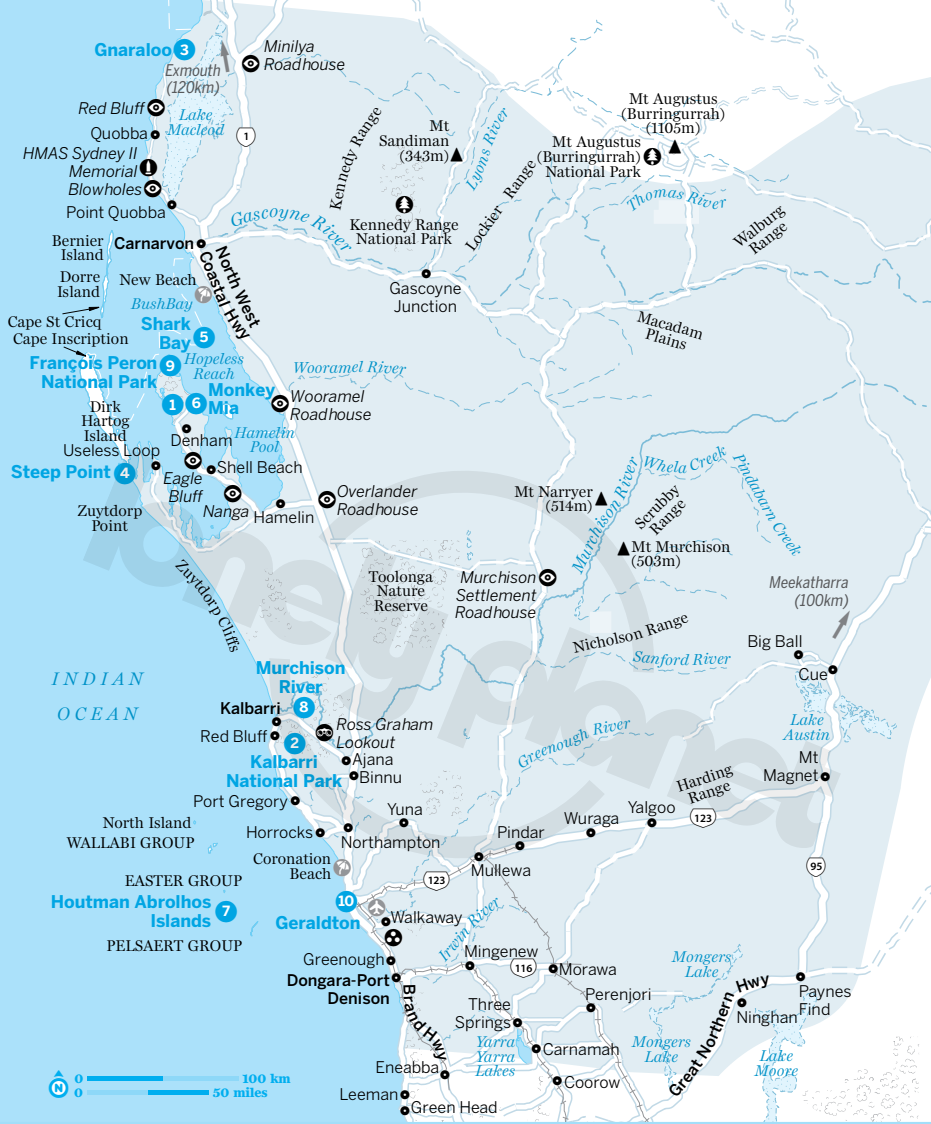 Gnaraloo 3
Exmouth
(120km)
Minilya
Roadhouse
Red Bluff
Lake
Macleod
Quobba
1
HMAS Sydney II
Memorial
Blowholes
Point Quobba
Kennedy Range
Mt
Sandiman
(343m)
Lyons River
Mt Augustus
(Burringurrah)
(1105m)
Mt Augustus
(Burringurrah)
National Park
Thomas River
Kennedy Range
National Park
Lockier Range
Walburg
Range
Gascoyne River
Bernier
Island
Carnarvon
Dorre
Island
New Beach
North West
Coastal Hwy
Gascoyne
Junction
BushBay
Cape St Cricq
Cape Inscription
Shark
Bay 5
Macadam
Plains
François Peron
National Park 9
Hopeless
Reach
Wooramel River
1 6 Monkey
Mia
Wooramel
Roadhouse
Dirk
Hartog
Island
Denham
Hamelin
Pool
Useless Loop
Steep Point 4
Eagle
Bluff
Shell Beach
Nanga
Hamelin
Overlander
Roadhouse
Zuytdorp
Point
Mt Narryer
(514m)
Murchison River
Whela Creek
Pindabarn Creek
Scrubby
Range
Mt Murchison
(503m)
Zuytdorp Cliffs
Toolonga
Nature
Reserve
Murchison
Settlement
Roadhouse
Meekatharra
(100km)
Nicholson Range
Sanford River
Big Ball
Cue
INDIAN
OCEAN
Murchison
River
8
Kalbarri
Red Bluff
2
Kalbarri
National Park
Ross Graham
Lookout
Ajana
Binnu
Greenough River
Lake
Austin
Mt
Magnet
Harding
Range
Port Gregory
North Island
WALLABI GROUP
Horrocks
Northampton
Yuna
Pindar
Wuraga
Yalgoo
123
Coronation
Beach
Mullewa
123
95
EASTER GROUP
Houtman Abrolhos
Islands 7
PELSAERT GROUP
10
Geraldton
Walkaway
Irwin River
Greenough
Mingenew
116
Morawa
Mongers
Lake
Dongara-Port
Denison
Brand Hwy
Three
Springs
Perenjori
Great Northern Hwy
Ninghan
Paynes
Find
Yarra
Yarra
Lakes
Carnamah
Mongers
Lake
Lake
Moore
Eneabba
Coorow
Leeman
Green Head
N
0 100 km
0 50 miles
lonely planet